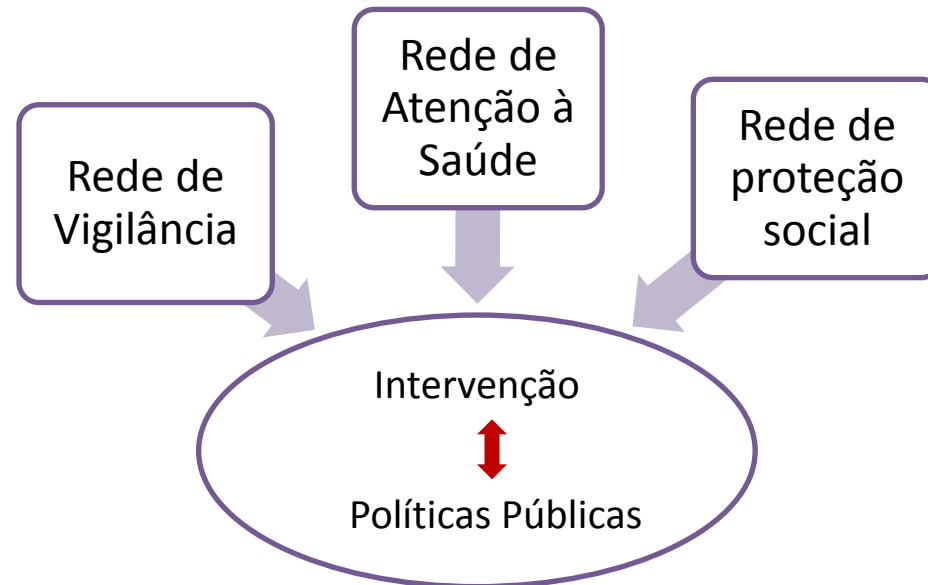 Rede de
Vigilância
Rede de
Atenção à
Saúde
Rede de
proteção
social
Intervenção
Políticas Públicas